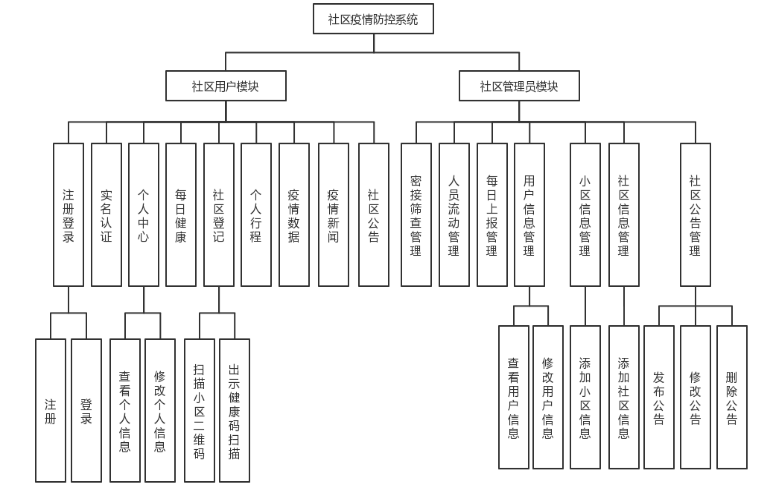 社区疫情防控系统
社区用户模块
社区管理员模块
注册登录
实名认证
个人中心
每日健康
社区登记
个人行程
疫情数据
疫情新闻
社区公告
密接筛查管理
人员流动管理
每日上报管理
用户信息管理
小区信息管理
社区信息管理
社区公告管理
注册
登录
查看个人信息
修改个人信息
扫描小区二维码
出示健康码扫描
查看用户信息
修改用户信息
添加小区信息
添加社区信息
发布公告
修改公告
删除公告